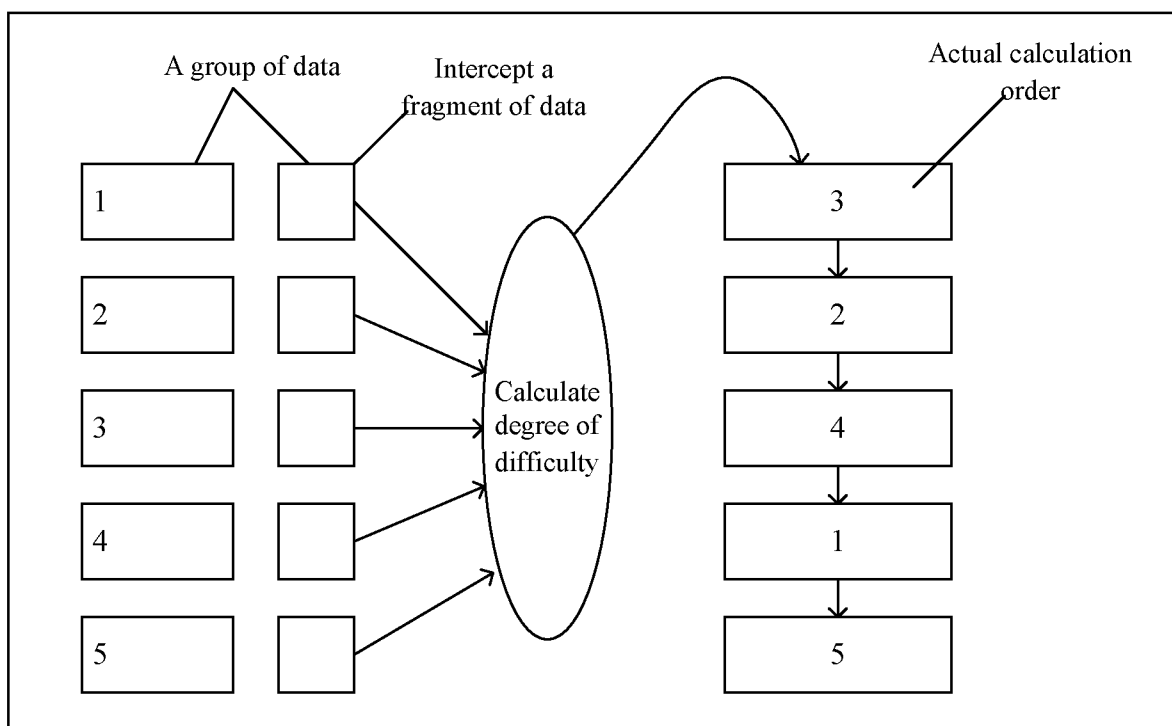 A group of data
Intercept a
fragment of data
Actual calculation
order
1
2
3
4
5
Calculate
degree of
difficulty
3
2
4
1
5